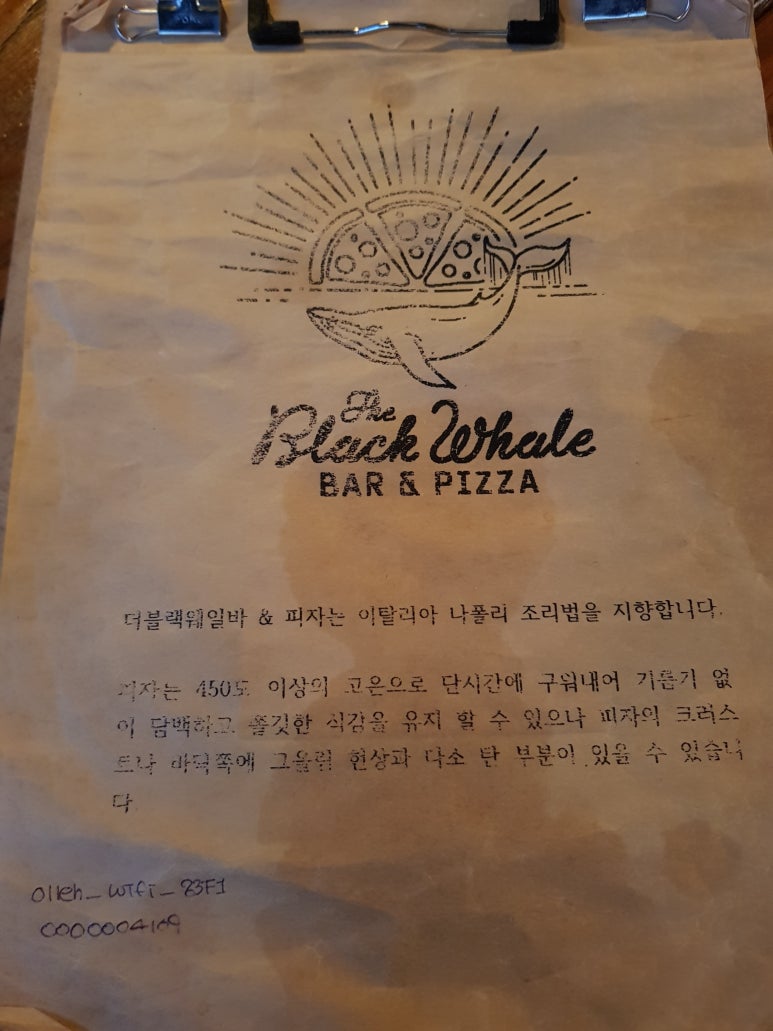 The
Black Whale
BAR & PIZZA
더블랙웨일바 & 피자는 이탈리아 나폴리 조리법을 지향합니다.
피자는 450도 이상의 고온으로 단시간에 구워내어 기름기 없
이 담백하고 쫄깃한 식감을 유지 할 수 있으나 피자의 크러스
트나 바닥쪽에 그을림 현상과 다소 탄 부분이 있을 수 있습니
다.
olleh_WiFi_83F1
0000004169